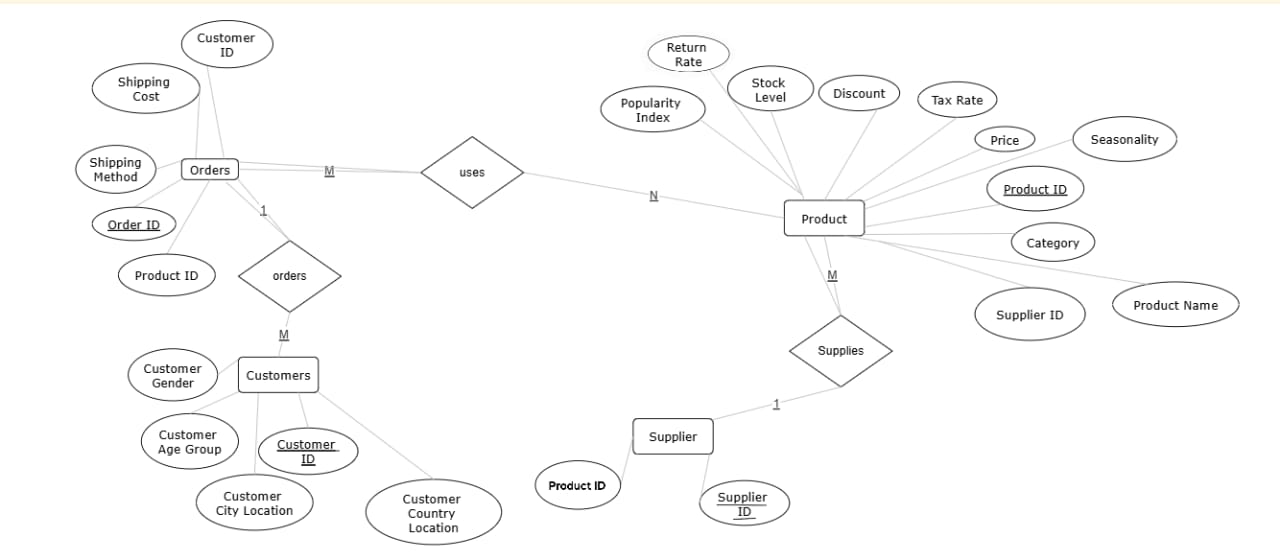 Customer
ID
Shipping
Cost
Shipping
Method
Orders
Order ID
Product ID
M
1
uses
N
orders
M
Customer
Gender
Customers
Customer
Age Group
Customer
ID
Customer
City Location
Customer
Country
Location
Return
Rate
Popularity
Index
Stock
Level
Discount
Tax Rate
Price
Seasonality
Product ID
Product
Category
Supplier ID
Product Name
M
Supplies
1
Supplier
Product ID
Supplier
ID